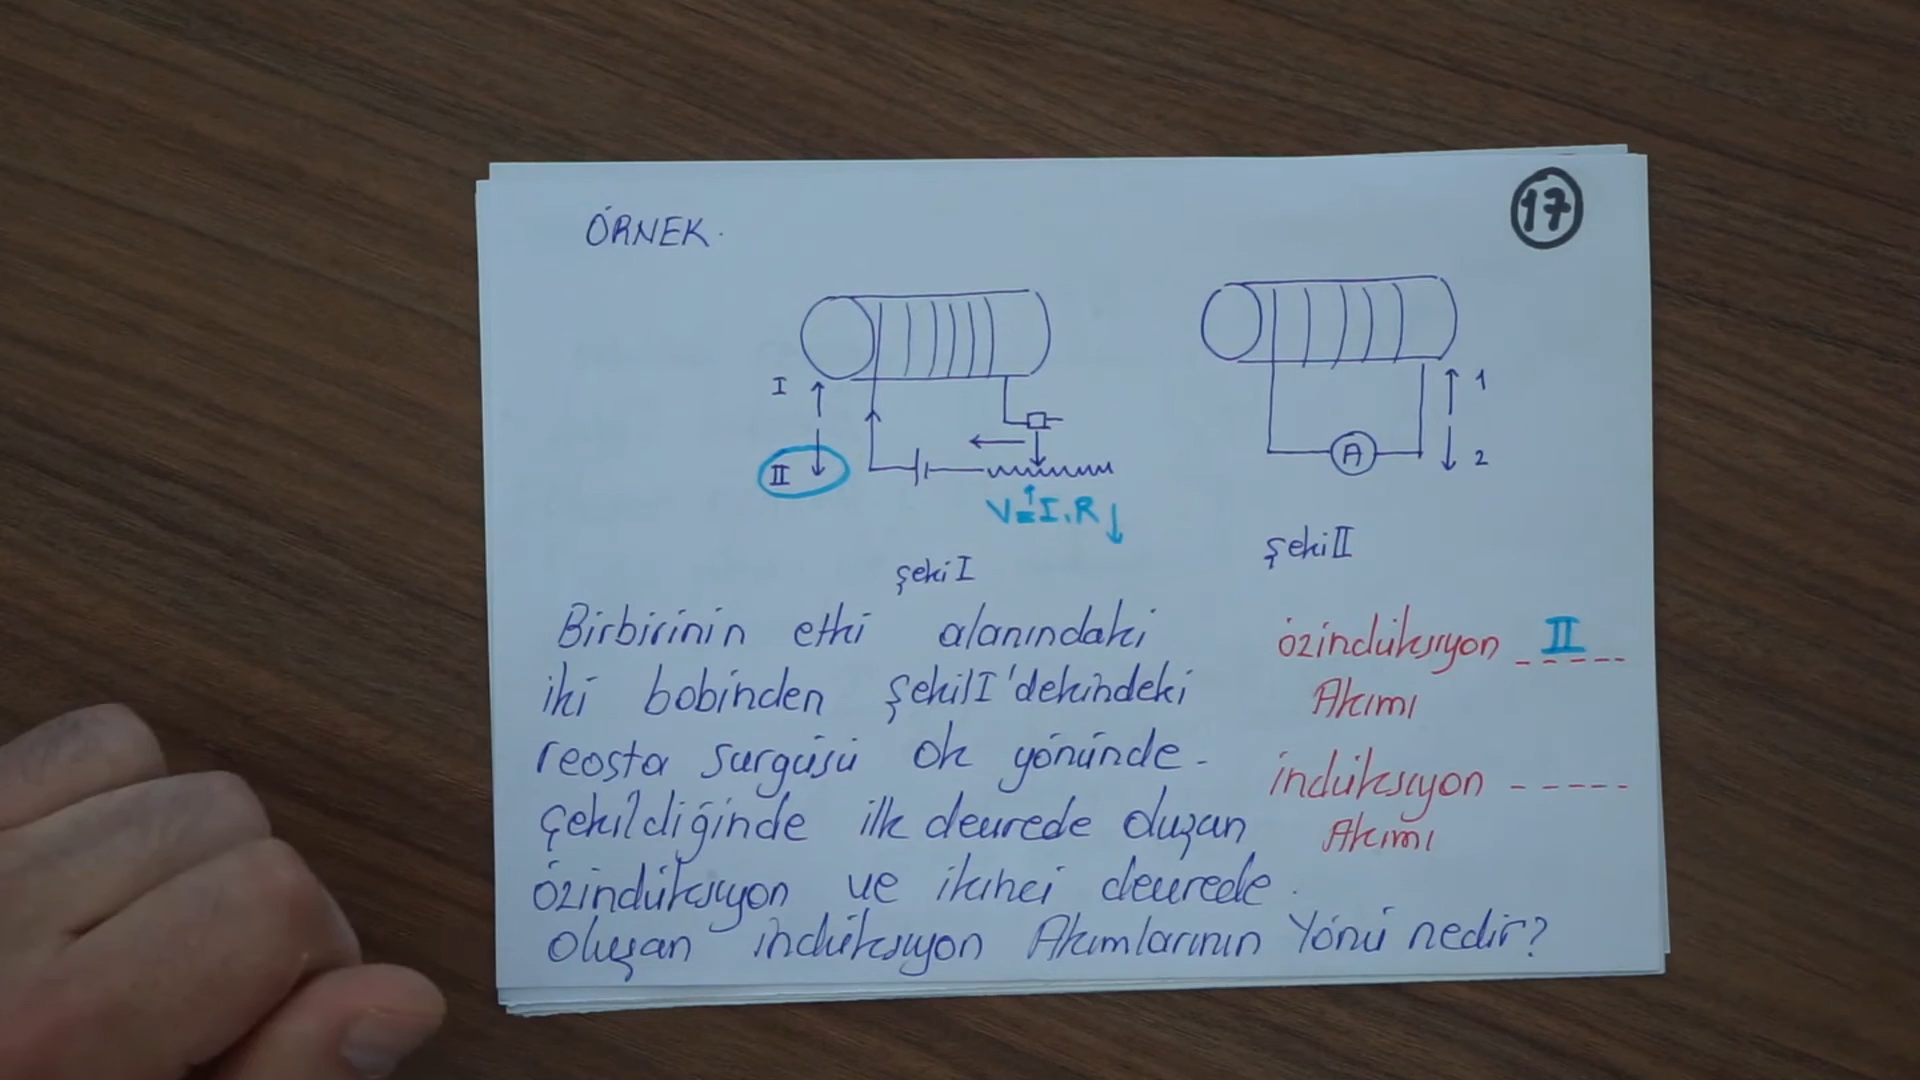 ÖRNEK.
17
I
II
V=I.R
A
1
2
Şekil I
Şekil II
Birbirinin etki alanındaki
iki bobinden Şekil I'dekindeki
reosta sürgüsü ok yönünde
çekildiğinde ilk devrede oluşan
özindüksiyon ve ikinci devrede
oluşan indüksiyon Akımlarının Yönü nedir?
özindüksiyon II
Akımı
indüksiyon -----
Akımı